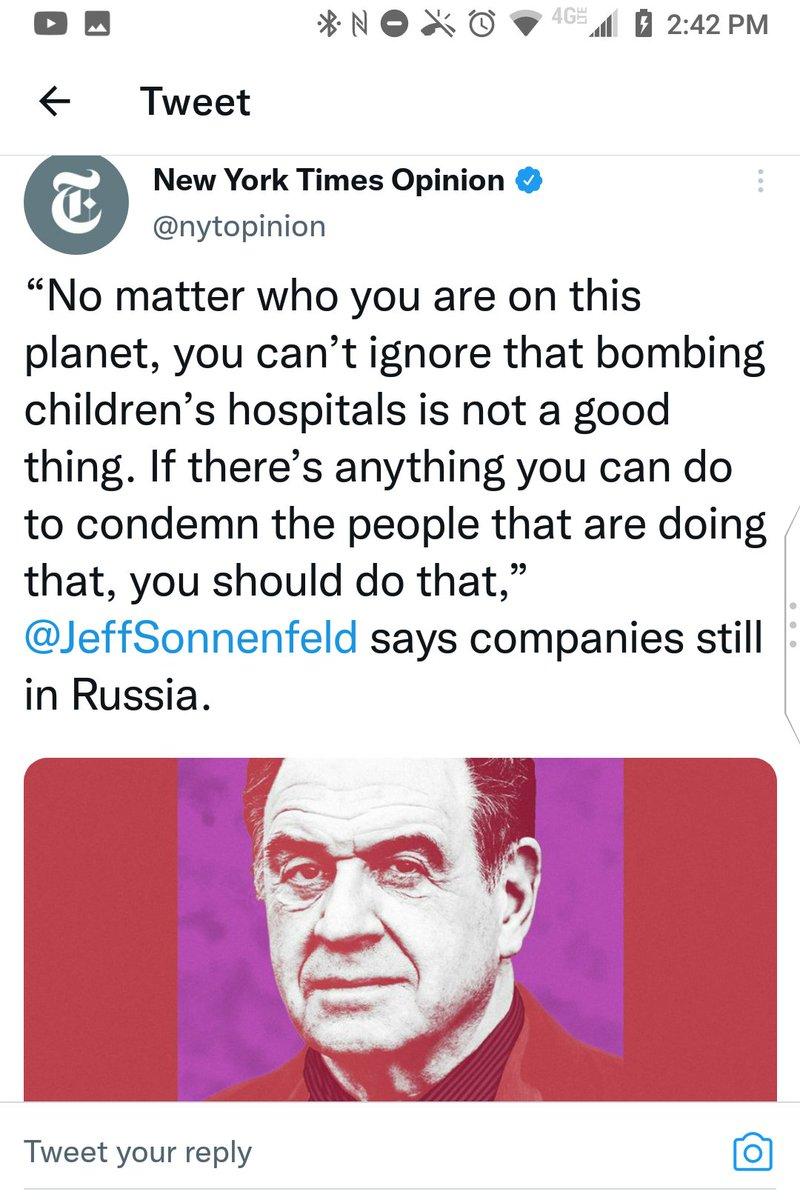 4G LTE 2:42 PM
Tweet
New York Times Opinion
@nytopinion
“No matter who you are on this
planet, you can’t ignore that bombing
children’s hospitals is not a good
thing. If there’s anything you can do
to condemn the people that are doing
that, you should do that,”
@JeffSonnenfeld says companies still
in Russia.
Tweet your reply